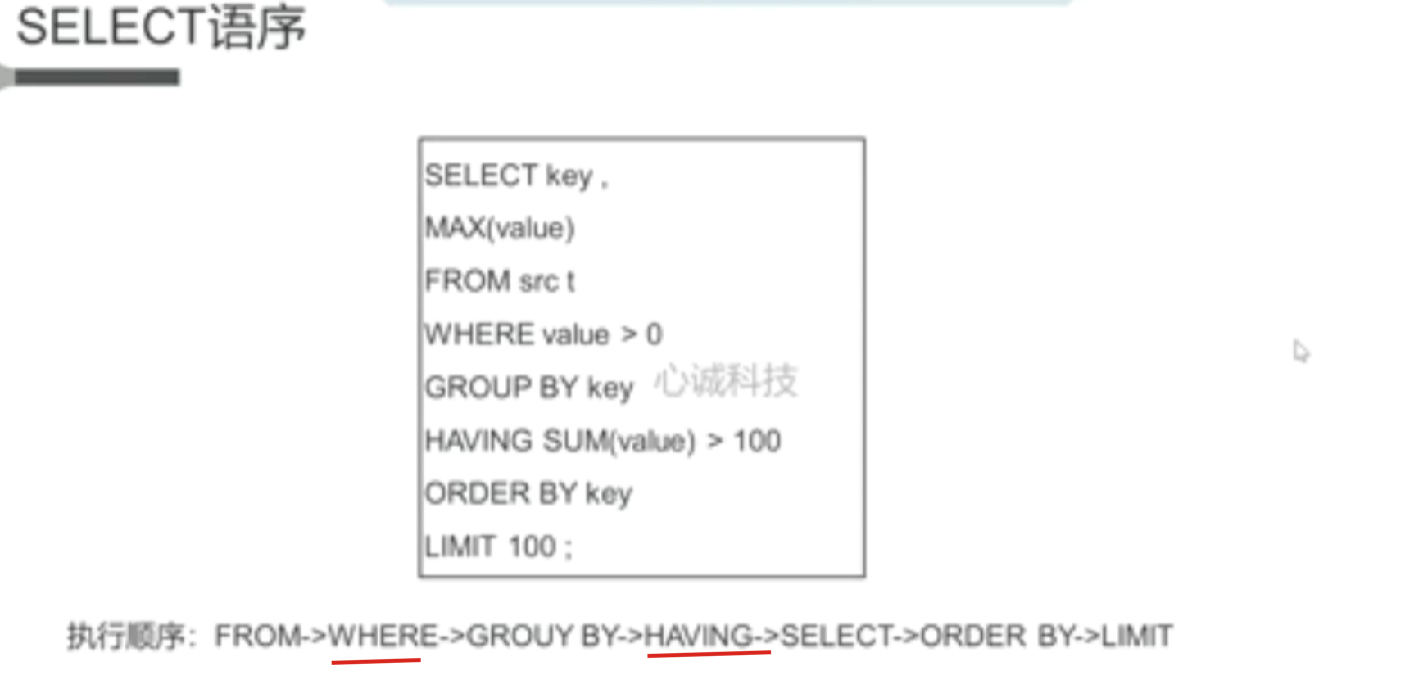 SELECT语序
SELECT key ,
MAX(value)
FROM src t
WHERE value > 0
GROUP BY key
心诚科技
HAVING SUM(value) > 100
ORDER BY key
LIMIT 100 ;
执行顺序：FROM->WHERE->GROUY BY->HAVING->SELECT->ORDER BY->LIMIT